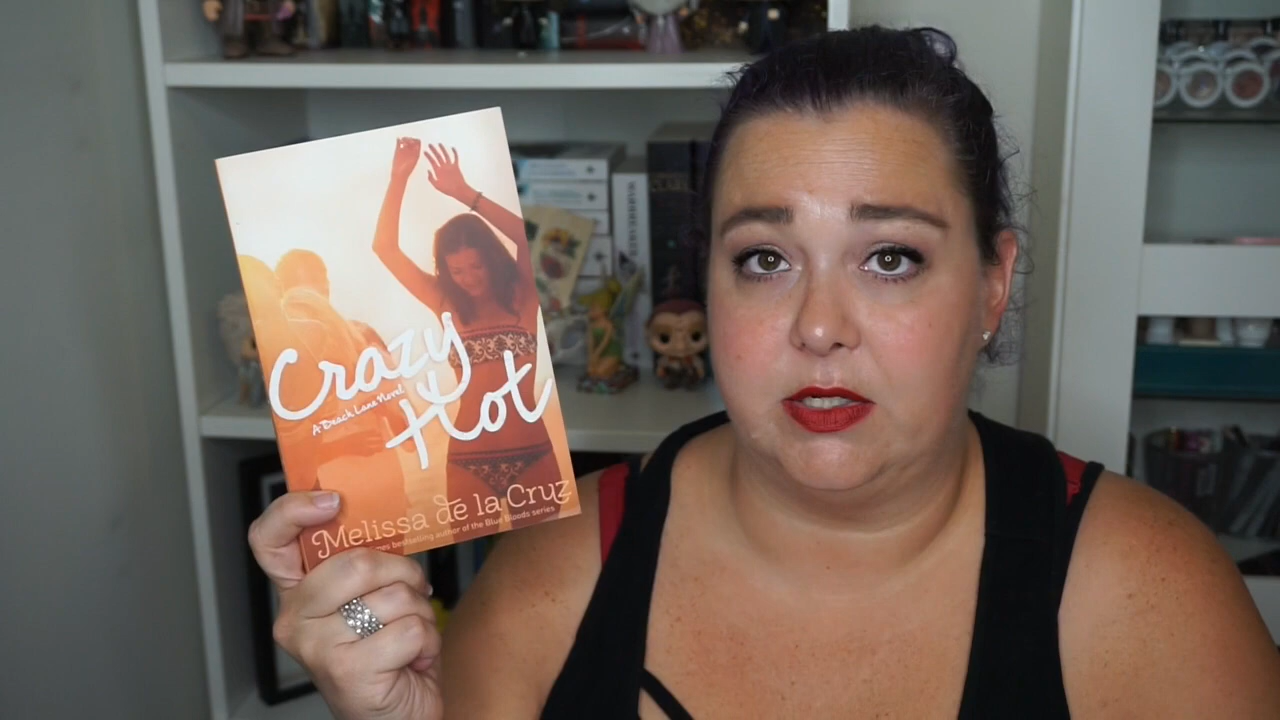 Crazy
Hot
A Beach Lane Novel
Melissa de la Cruz
bestselling author of the Blue Bloods series